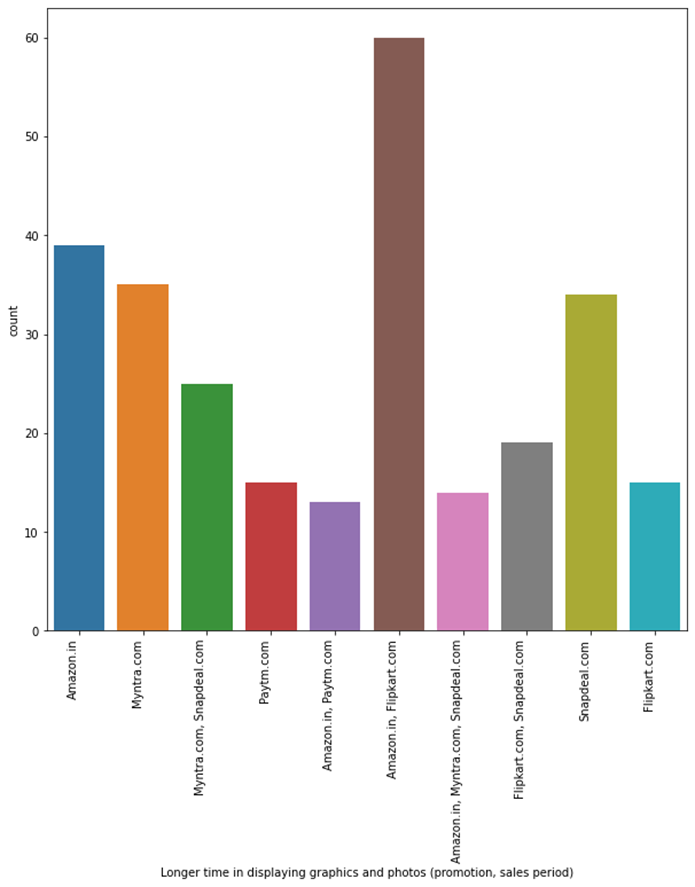 60
50
40
30
20
10
0
count
Amazon.in
Myntra.com
Myntra.com, Snapdeal.com
Paytm.com
Amazon.in, Paytm.com
Amazon.in, Flipkart.com
Amazon.in, Myntra.com, Snapdeal.com
Flipkart.com, Snapdeal.com
Snapdeal.com
Flipkart.com
Longer time in displaying graphics and photos (promotion, sales period)